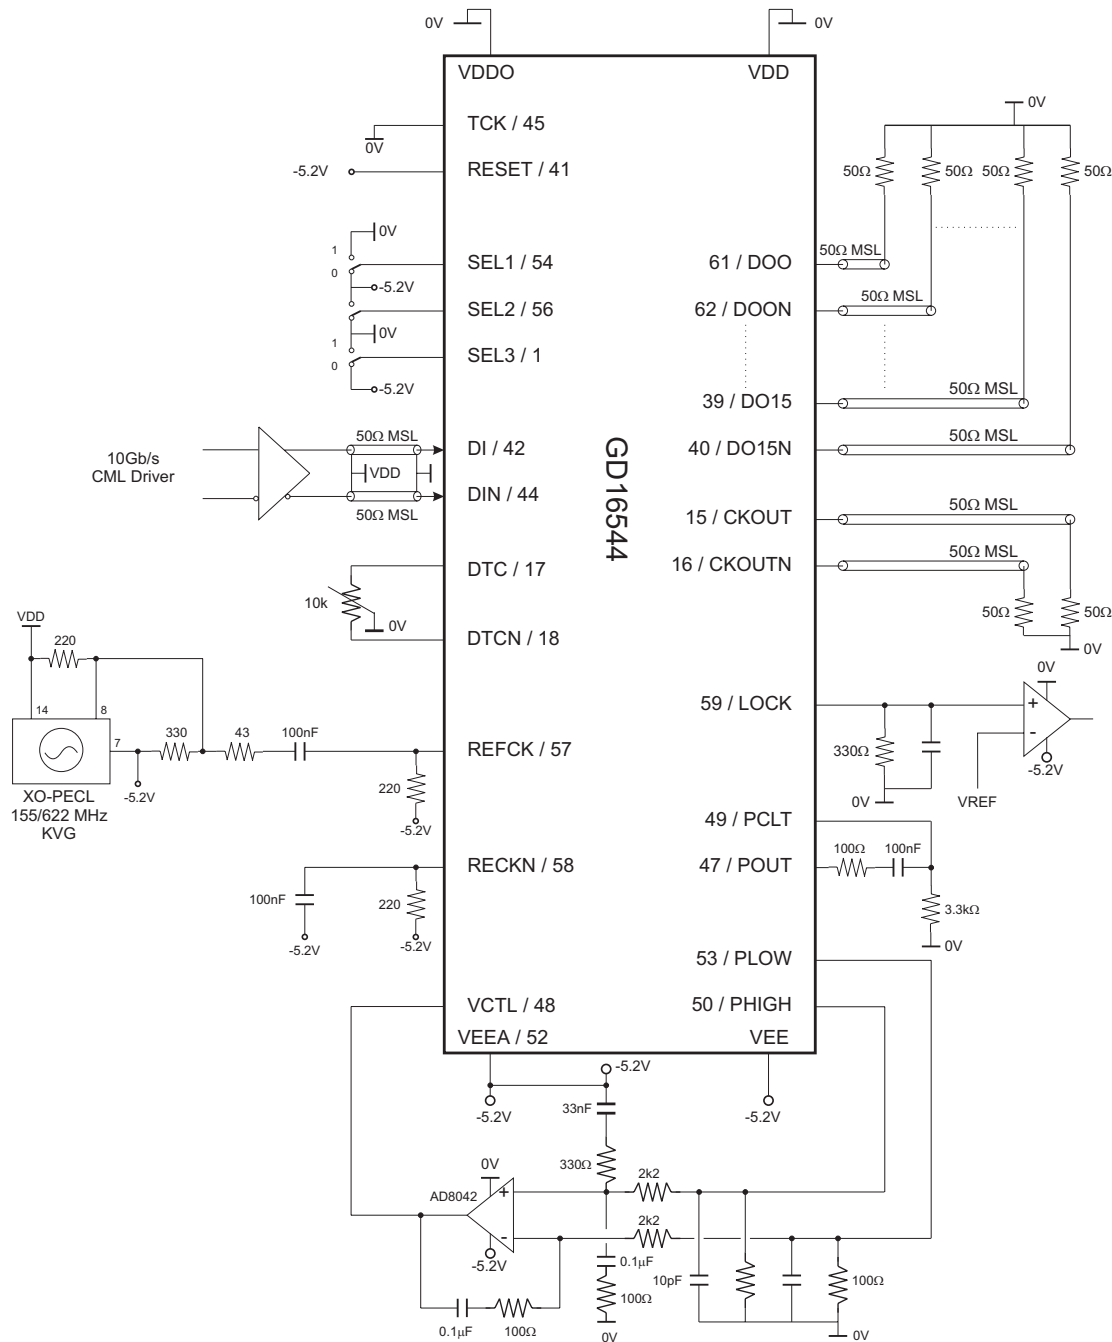 0V
0V
VDDO
VDD
TCK / 45
0V
0V
-5.2V
RESET / 41
50Ω
50Ω
50Ω
50Ω
0V
1
0
SEL1 / 54
-5.2V
SEL2 / 56
0V
1
0
SEL3 / 1
-5.2V
61 / DOO
50Ω MSL
62 / DOON
50Ω MSL
39 / DO15
50Ω MSL
40 / DO15N
50Ω MSL
10Gb/s
CML Driver
50Ω MSL
VDD
50Ω MSL
DI / 42
DIN / 44
GD16544
15 / CKOUT
50Ω MSL
16 / CKOUTN
50Ω MSL
50Ω
50Ω
0V
DTC / 17
10k
0V
DTCN / 18
VDD
220
14
8
7
330
43
100nF
-5.2V
XO-PECL
155/622 MHz
KVG
REFCK / 57
220
-5.2V
59 / LOCK
0V
+
-
-5.2V
330Ω
0V
VREF
49 / PCLT
47 / POUT
100Ω
100nF
3.3kΩ
0V
RECKN / 58
100nF
-5.2V
220
-5.2V
53 / PLOW
50 / PHIGH
VCTL / 48
VEEA / 52
VEE
-5.2V
-5.2V
-5.2V
33nF
330Ω
0V
AD8042
+
-
-5.2V
2k2
2k2
0.1µF
100Ω
0V
0.1µF
100Ω
10pF
100Ω
0V